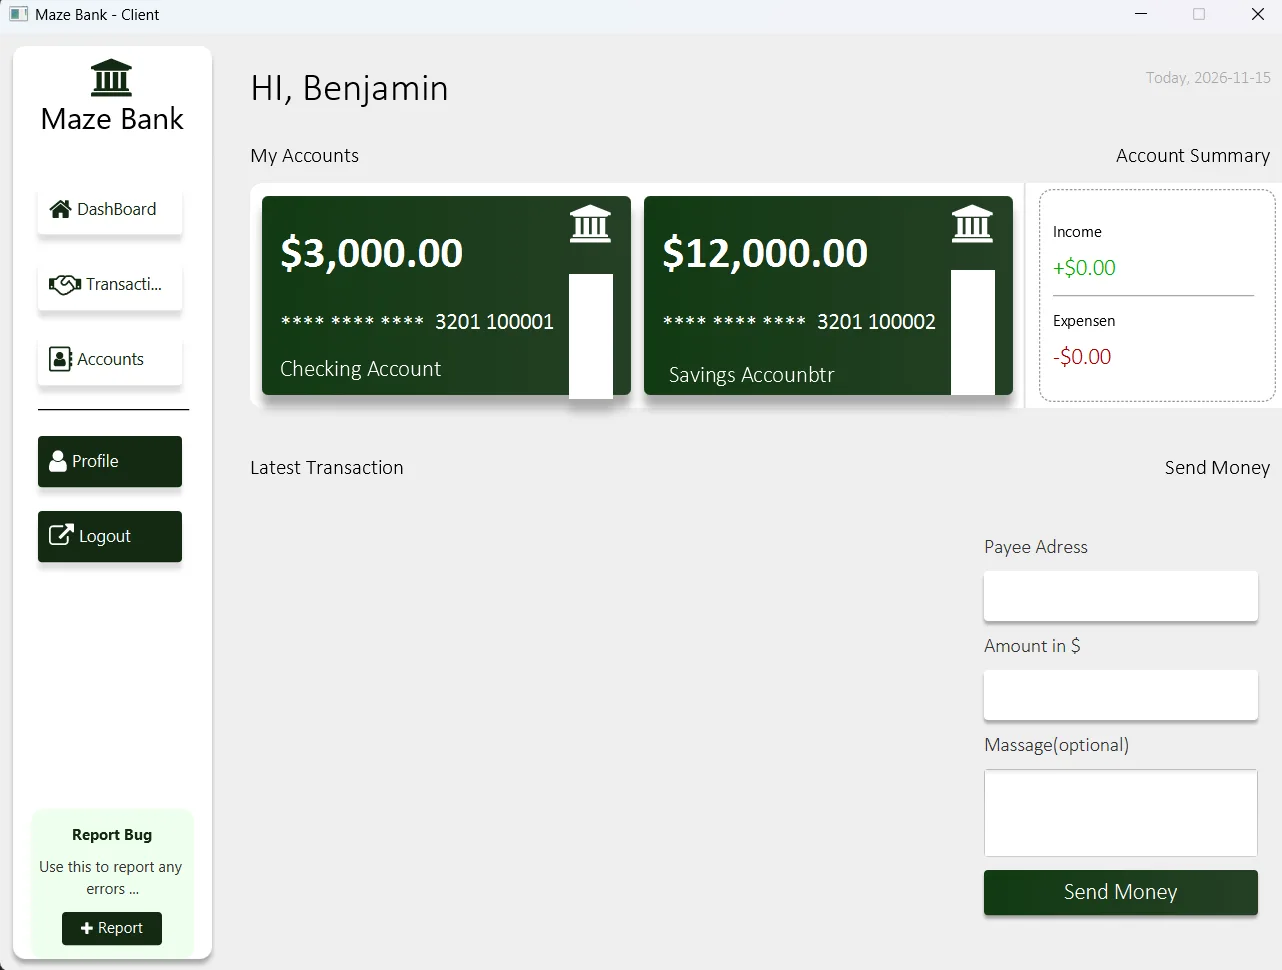 Maze Bank - Client
Maze Bank
DashBoard
Transacti...
Accounts
Profile
Logout
Report Bug
Use this to report any
errors ...
Report
HI, Benjamin
Today, 2026-11-15
My Accounts
Account Summary
$3,000.00
**** **** **** 3201 100001
Checking Account
$12,000.00
**** **** **** 3201 100002
Savings Accounbtr
Income
+$0.00
Expensen
-$0.00
Latest Transaction
Send Money
Payee Adress
Amount in $
Massage(optional)
Send Money